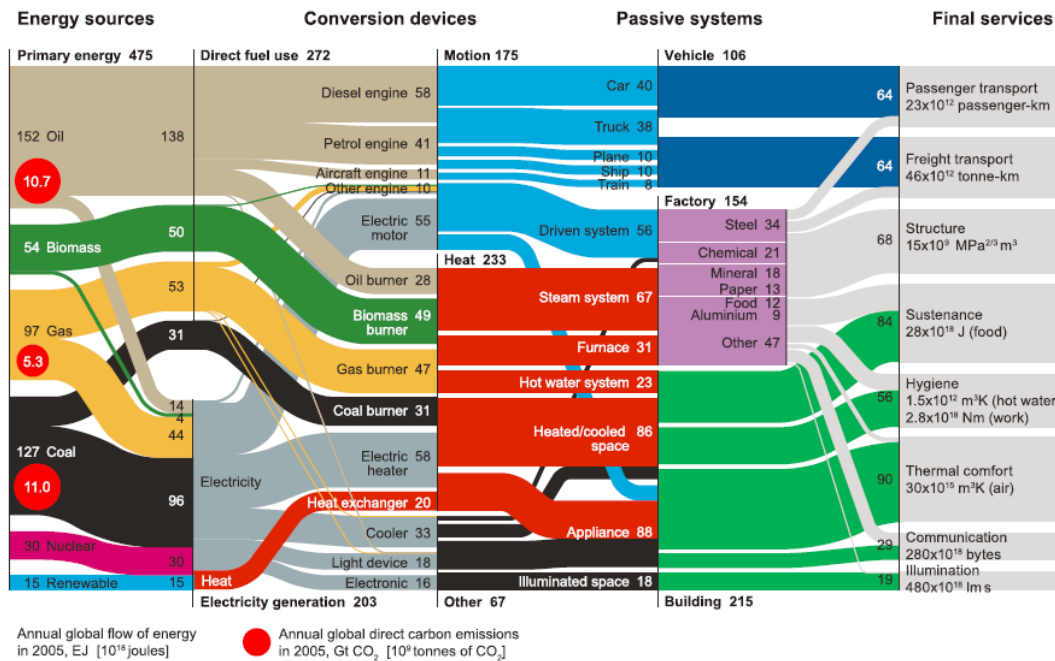 Energy sources
Conversion devices
Passive systems
Final services
Primary energy 475
Direct fuel use 272
Motion 175
Vehicle 106
152 Oil
138
10.7
54 Biomass
50
53
97 Gas
31
5.3
14
4
44
127 Coal
11.0
96
30 Nuclear
30
15 Renewable
15
Diesel engine 58
Petrol engine 41
Aircraft engine 11
Other engine 10
Electric
motor 55
Oil burner 28
Biomass
burner 49
Gas burner 47
Coal burner 31
Electricity
Electric
heater 58
Heat exchanger 20
Cooler 33
Light device 18
Heat
Electronic 16
Electricity generation 203
Car 40
Truck 38
Plane 10
Ship 10
Train 8
Driven system 56
Heat 233
Steam system 67
Furnace 31
Hot water system 23
Heated/cooled
space 86
Appliance 88
Illuminated space 18
Other 67
64
64
Factory 154
Steel 34
Chemical 21
Mineral 18
Paper 13
Food 12
Aluminium 9
Other 47
68
84
56
90
29
19
Building 215
Passenger transport
23x10¹² passenger-km
Freight transport
46x10¹² tonne-km
Structure
15x10⁹ MPa²/³ m³
Sustenance
28x10¹⁸ J (food)
Hygiene
1.5x10¹² m³K (hot water
2.8x10¹⁸ Nm (work)
Thermal comfort
30x10¹⁵ m³K (air)
Communication
280x10¹⁸ bytes
Illumination
480x10¹⁸ lm s
Annual global flow of energy
in 2005, EJ [10¹⁸ joules]
Annual global direct carbon emissions
in 2005, Gt CO₂ [10⁹ tonnes of CO₂]